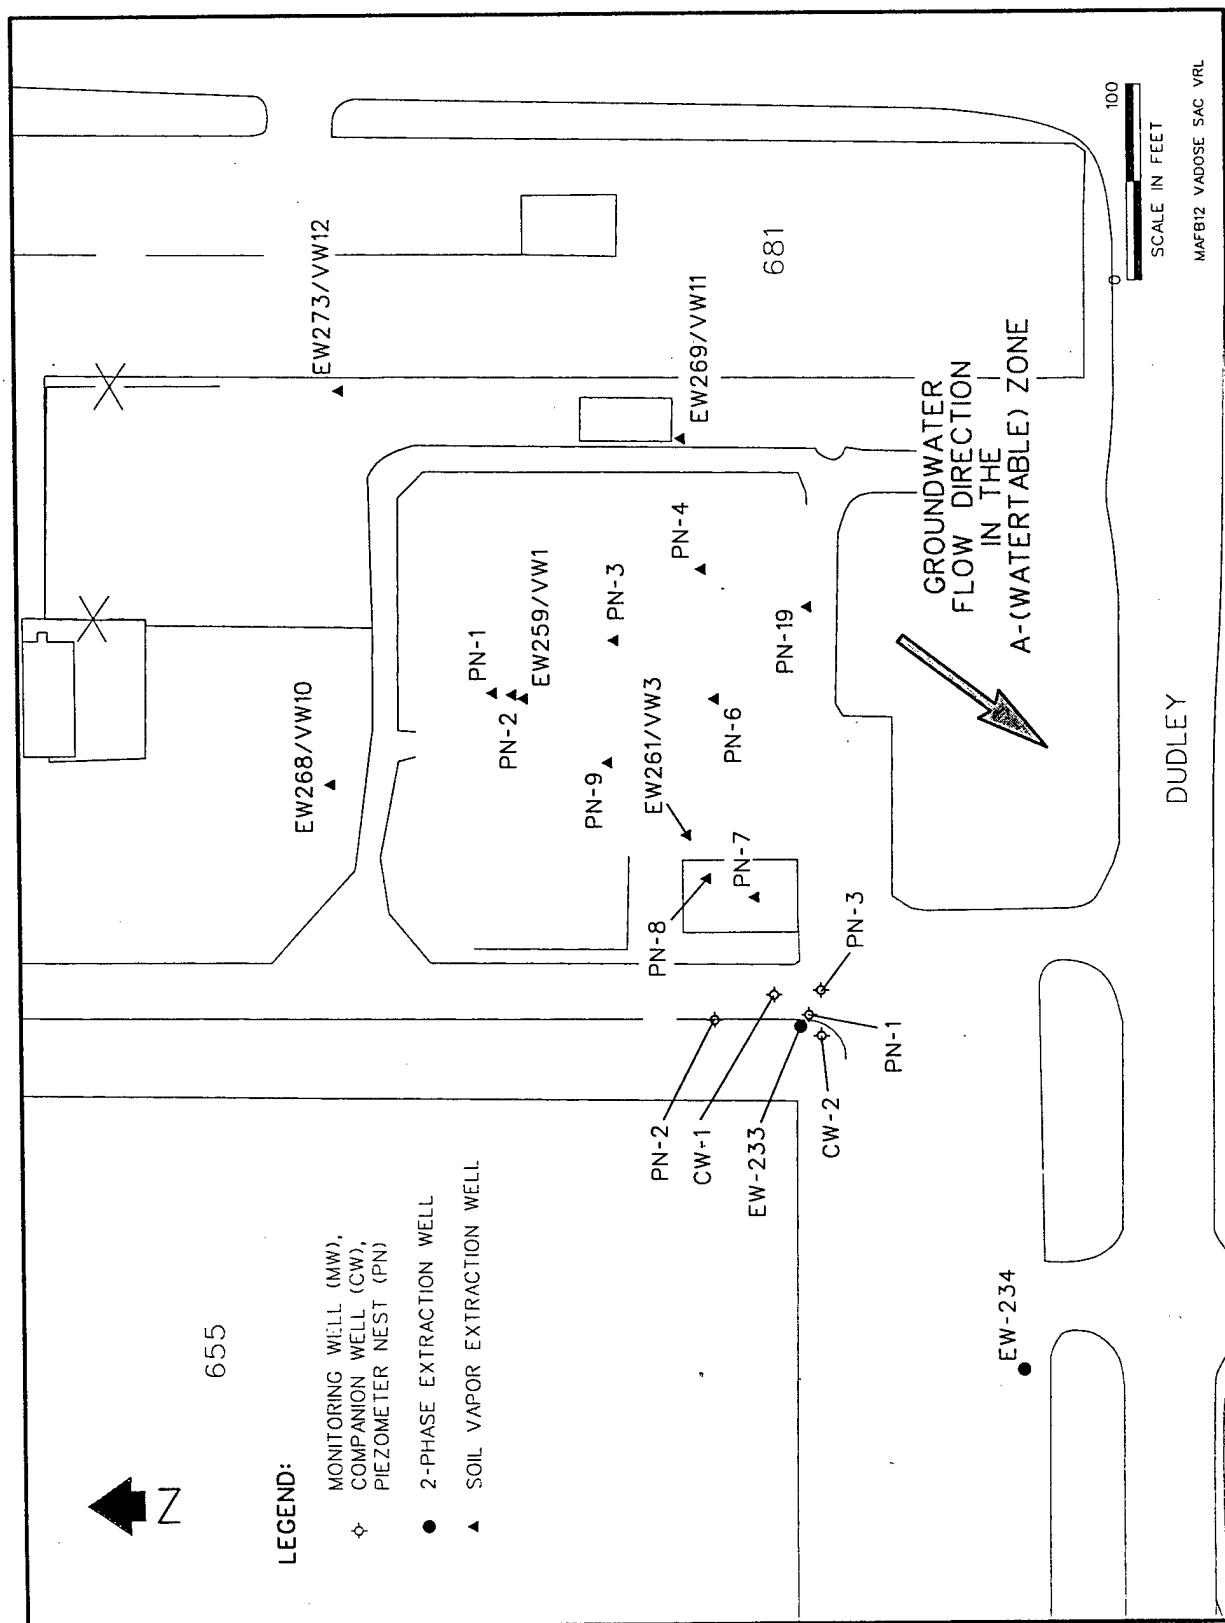 N
655
LEGEND:
MONITORING WELL (MW),
COMPANION WELL (CW),
PIEZOMETER NEST (PN)
2-PHASE EXTRACTION WELL
SOIL VAPOR EXTRACTION WELL
EW268/VW10
EW273/VW12
PN-1
PN-2
EW259/VW1
PN-9
PN-3
EW261/VW3
PN-4
EW269/VW11
681
PN-6
PN-19
PN-8
PN-7
PN-2
CW-1
EW-233
CW-2
PN-1
PN-3
EW-234
GROUNDWATER
FLOW DIRECTION
IN THE
A-(WATERTABLE) ZONE
DUDLEY
0 100
SCALE IN FEET
MAFB12 VADOSE SAC VRL